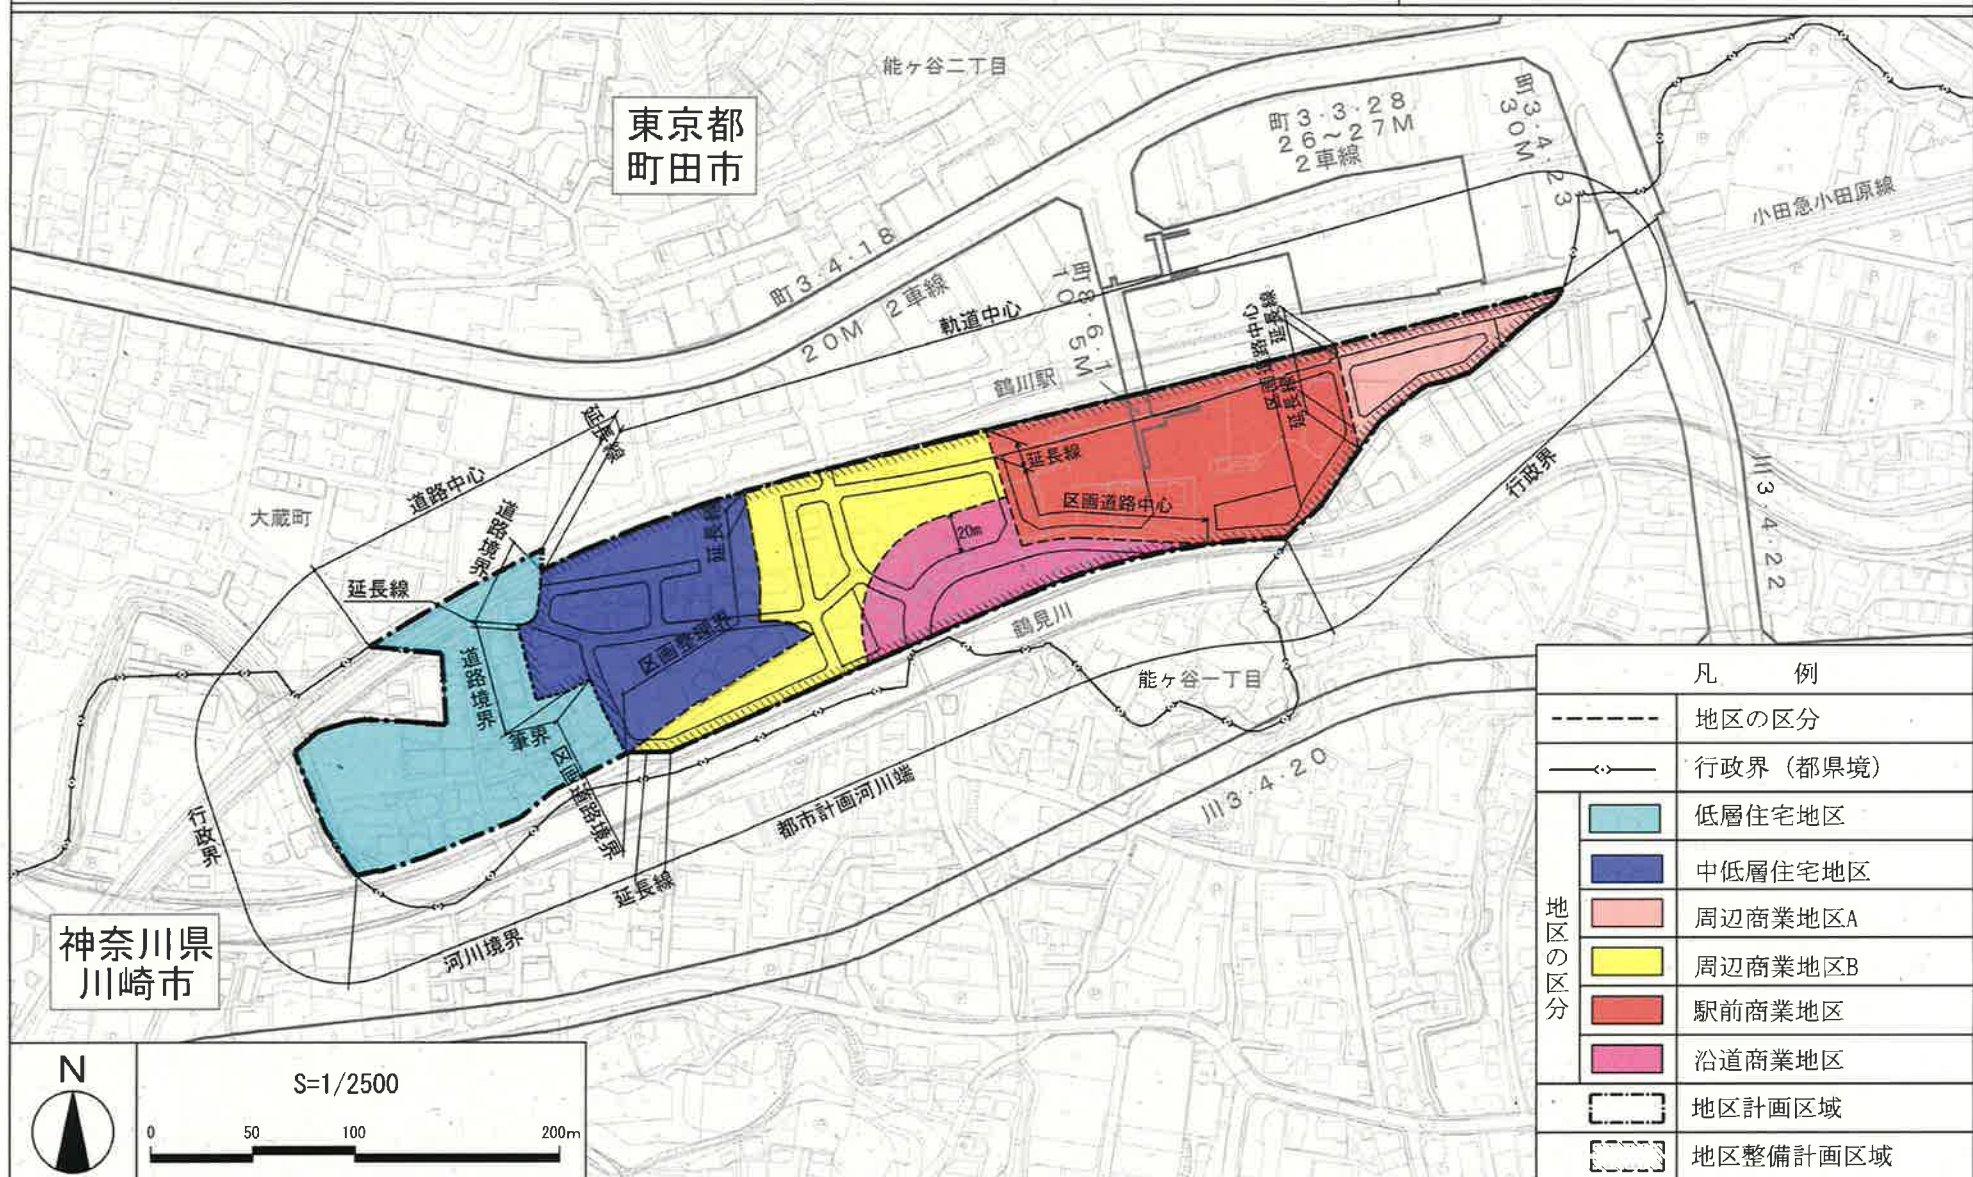 能ヶ谷二丁目
東京都
町田市
町3・3・28
26~27M
2車線
町3・4・23
30M
小田急小田原線
町3・4・18
20M 2車線
町8・6・1
10.5M
軌道中心
鶴川駅
区画道路中心
延長線
延長線
延長線
道路中心
大蔵町
道路境界
延長線
延長線
延長線
区画道路中心
20m
行政界
川3・4・22
区画整理界
鶴見川
道路境界
能ヶ谷一丁目
筆界
区画道路境界
行政界
都市計画河川端
川3・4・20
延長線
河川境界
神奈川県
川崎市
N
S=1/2500
0 50 100 200m
凡例
地区の区分
行政界(都県境)
地区の区分
低層住宅地区
中低層住宅地区
周辺商業地区A
周辺商業地区B
駅前商業地区
沿道商業地区
地区計画区域
地区整備計画区域